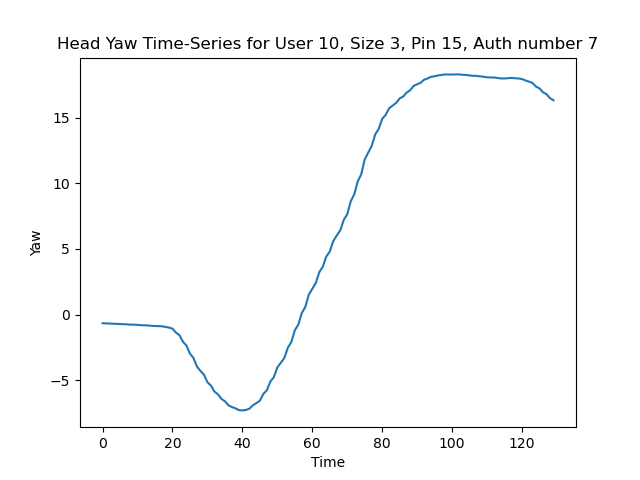 Head Yaw Time-Series for User 10, Size 3, Pin 15, Auth number 7
15
10
5
0
−5
Yaw
0 20 40 60 80 100 120
Time